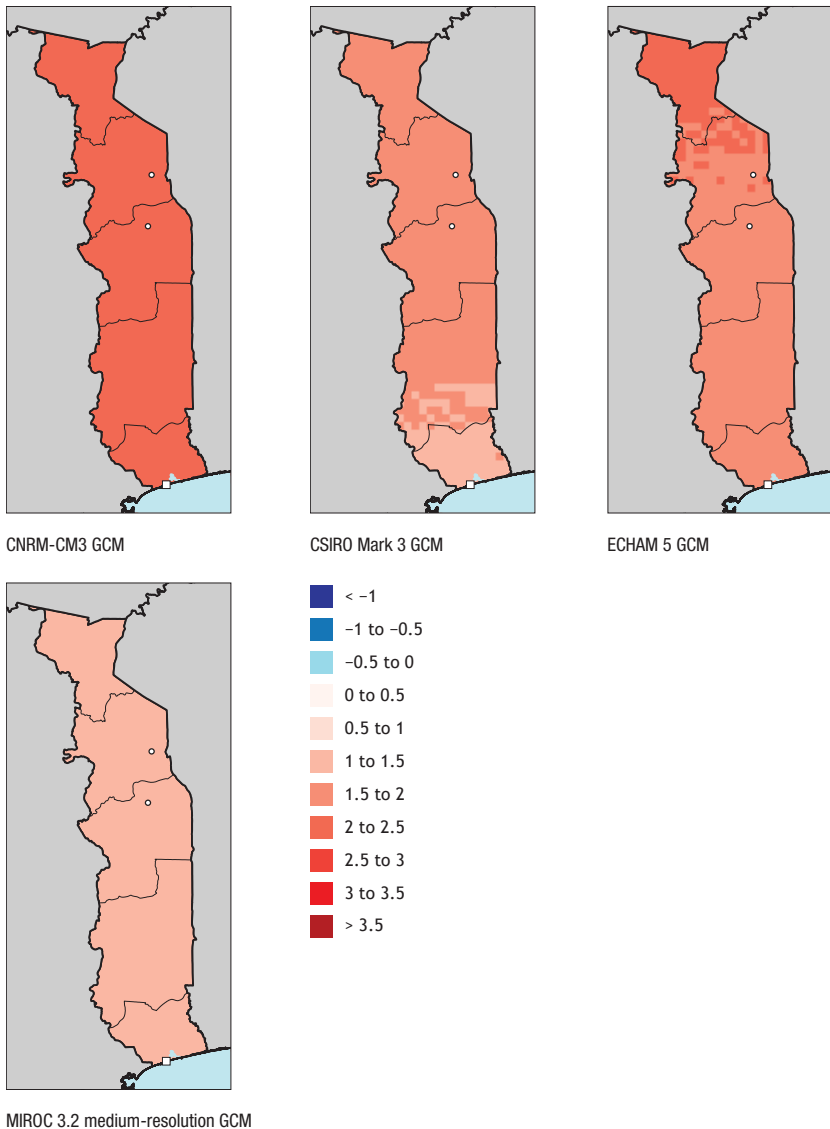 CNRM-CM3 GCM
CSIRO Mark 3 GCM
ECHAM 5 GCM
< −1
−1 to −0.5
−0.5 to 0
0 to 0.5
0.5 to 1
1 to 1.5
1.5 to 2
2 to 2.5
2.5 to 3
3 to 3.5
> 3.5
MIROC 3.2 medium-resolution GCM